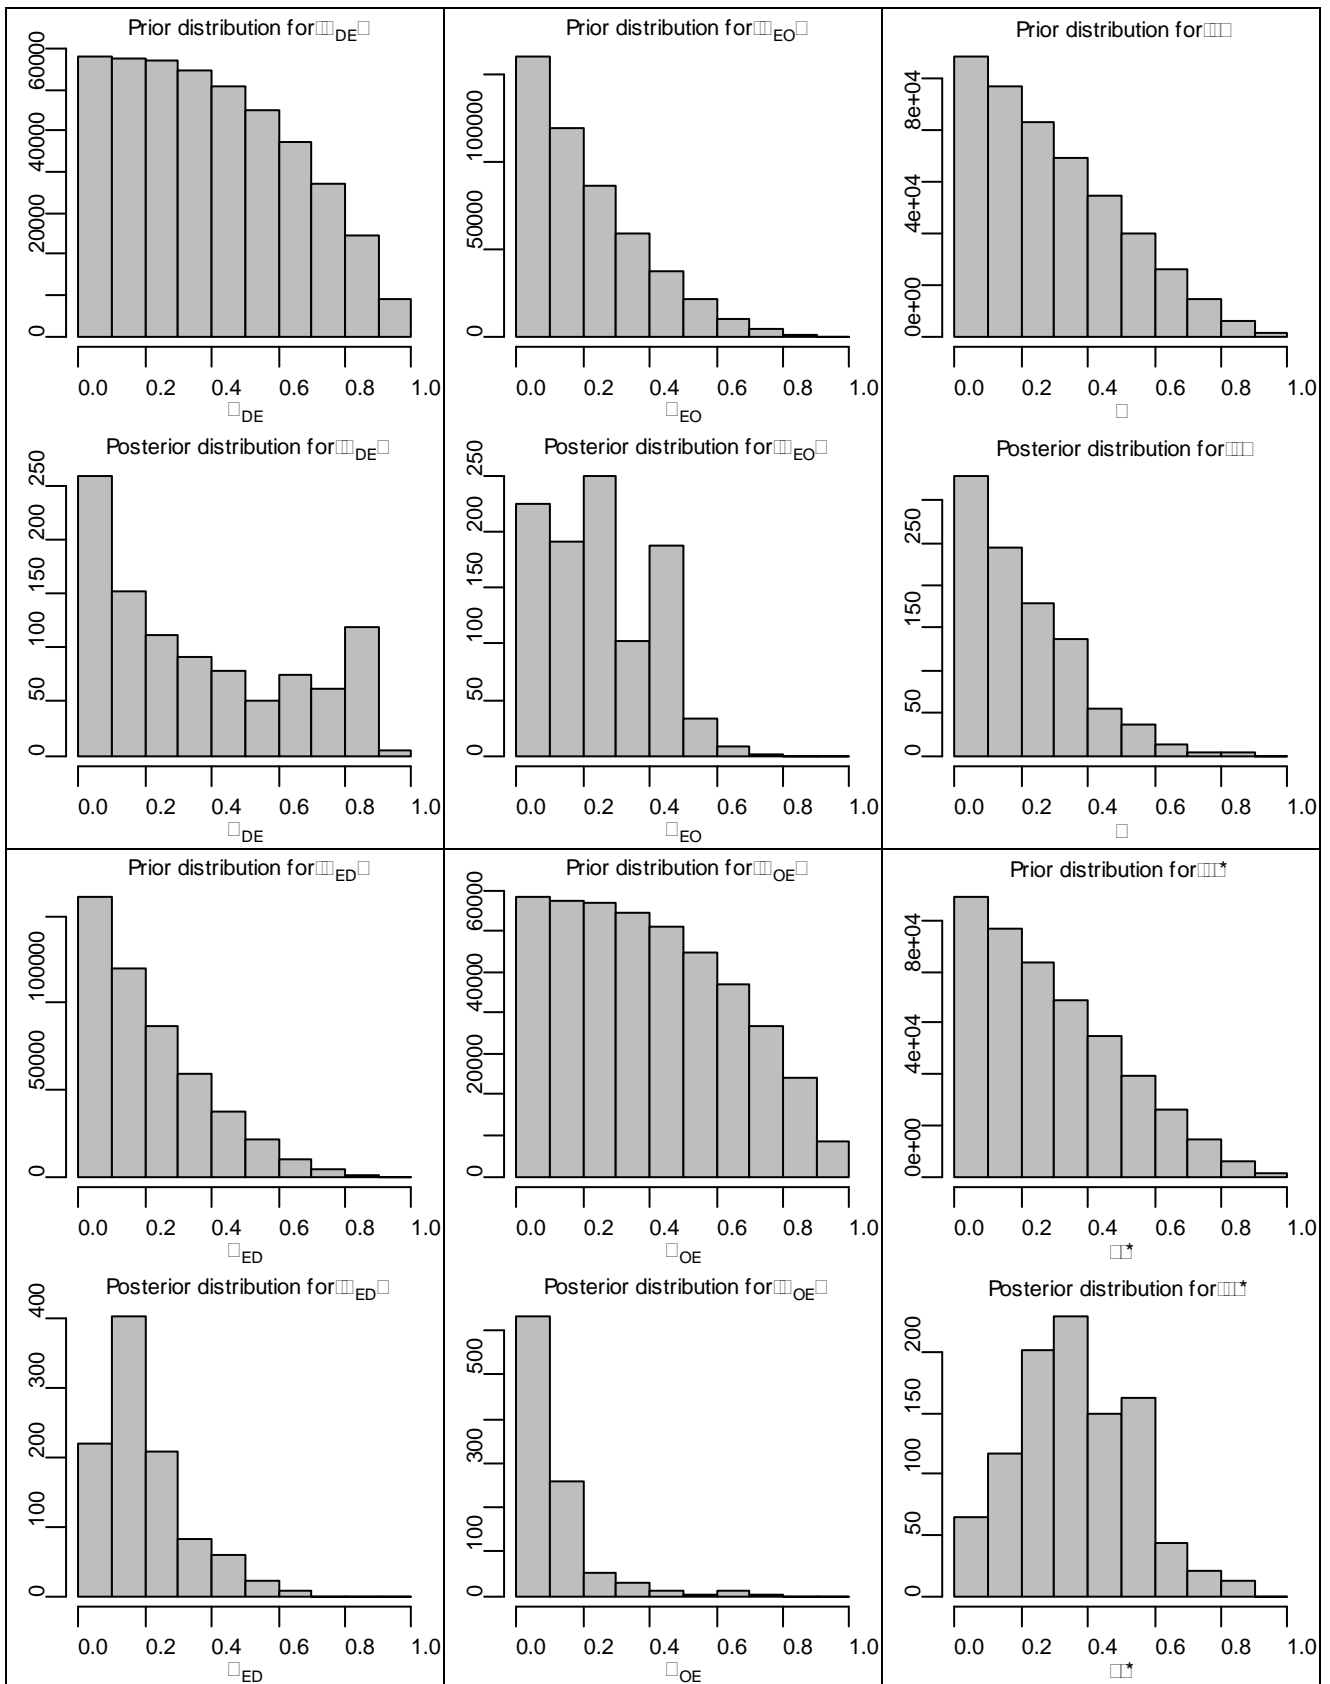 Prior distribution for□□□DE□
60000
40000
20000
0
0.0 0.2 0.4 0.6 0.8 1.0
□DE
Prior distribution for□□□EO□
100000
50000
0
0.0 0.2 0.4 0.6 0.8 1.0
□EO
Prior distribution for□□□
8e+04
4e+04
0e+00
0.0 0.2 0.4 0.6 0.8 1.0
□
Posterior distribution for□□□DE□
250
200
150
100
50
0
0.0 0.2 0.4 0.6 0.8 1.0
□DE
Posterior distribution for□□□EO□
250
200
150
100
50
0
0.0 0.2 0.4 0.6 0.8 1.0
□EO
Posterior distribution for□□□
250
150
50
0
0.0 0.2 0.4 0.6 0.8 1.0
□
Prior distribution for□□□ED□
100000
50000
0
0.0 0.2 0.4 0.6 0.8 1.0
□ED
Prior distribution for□□□OE□
60000
40000
20000
0
0.0 0.2 0.4 0.6 0.8 1.0
□OE
Prior distribution for□□□*
8e+04
4e+04
0e+00
0.0 0.2 0.4 0.6 0.8 1.0
□□*
Posterior distribution for□□□ED□
400
300
200
100
0
0.0 0.2 0.4 0.6 0.8 1.0
□ED
Posterior distribution for□□□OE□
500
300
100
0
0.0 0.2 0.4 0.6 0.8 1.0
□OE
Posterior distribution for□□□*
200
150
100
50
0
0.0 0.2 0.4 0.6 0.8 1.0
□□*